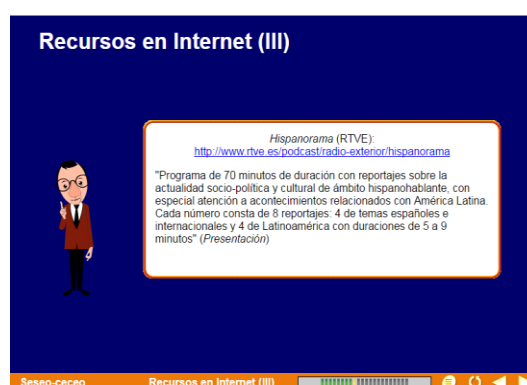 Recursos en Internet (III)
Hispanorama (RTVE):
http://www.rtve.es/podcast/radio-exterior/hispanorama
"Programa de 70 minutos de duración con reportajes sobre la
actualidad socio-política y cultural de ámbito hispanohablante, con
especial atención a acontecimientos relacionados con América Latina.
Cada número consta de 8 reportajes: 4 de temas españoles e
internacionales y 4 de Latinoamérica con duraciones de 5 a 9
minutos" (Presentación)
Seseo-ceceo Recursos en Internet (III)